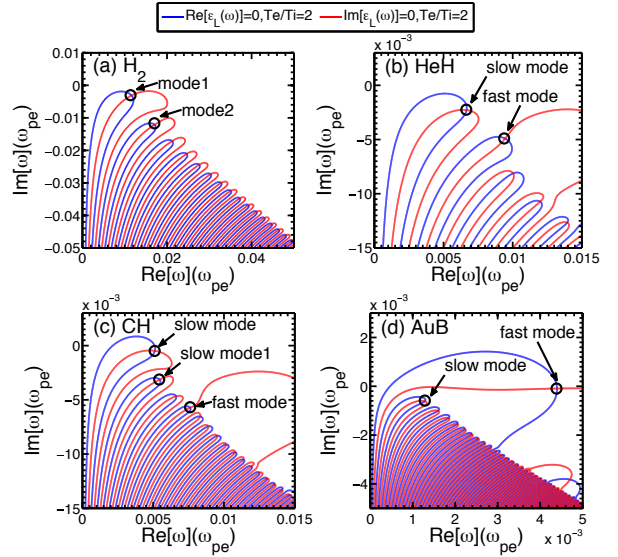 Re[ε_L(ω)]=0,Te/Ti=2 Im[ε_L(ω)]=0,Te/Ti=2
(a) H_2
mode1
mode2
0.01
0
−0.01
−0.02
−0.03
−0.04
−0.05
Im[ω](ω_pe)
0 0.02 0.04
Re[ω](ω_pe)
x 10^−3
(b) HeH
slow mode
fast mode
0
−5
−10
−15
Im[ω](ω_pe)
0 0.005 0.01 0.015
Re[ω](ω_pe)
x 10^−3
(c) CH
slow mode
slow mode1
fast mode
0
−5
−10
−15
Im[ω](ω_pe)
0 0.005 0.01 0.015
Re[ω](ω_pe)
x 10^−3
(d) AuB
fast mode
slow mode
2
0
−2
−4
Im[ω](ω_pe)
0 1 2 3 4 5
Re[ω](ω_pe)
x 10^−3